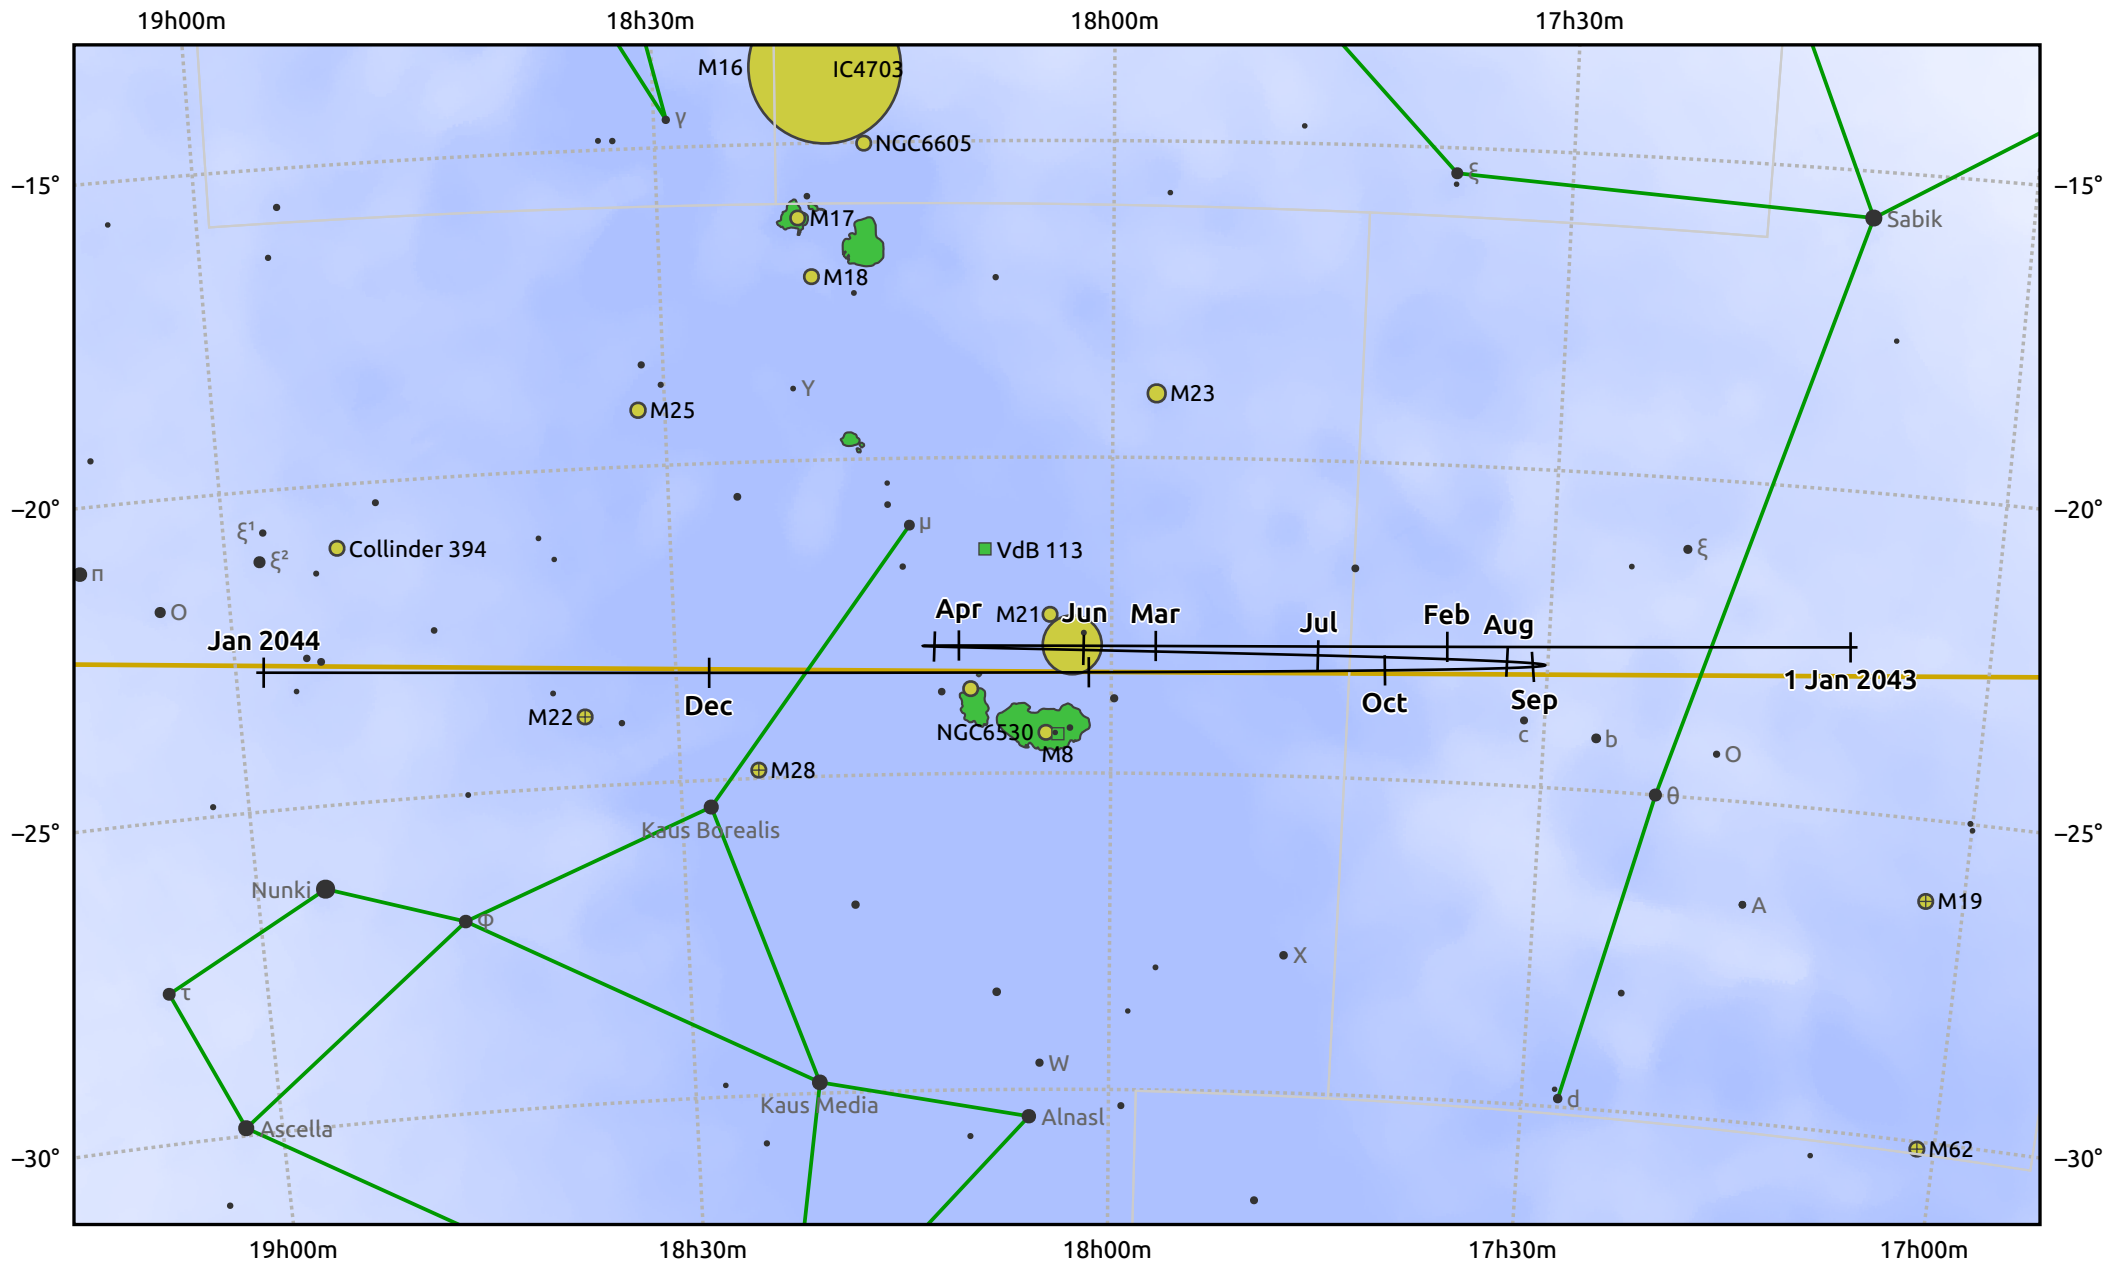 19h00m 18h30m 18h00m 17h30m
M16 IC4703
γ
NGC6605
−15° −15°
ξ
M17 Sabik
M18
Y
M25 M23
−20° −20°
μ
ξ¹ Collinder 394 VdB 113 ξ
ξ²
π
O
Apr M21 Jun Mar Jul Feb Aug
Jan 2044
1 Jan 2043
Dec Oct Sep
M22 NGC6530 c b O
M8
M28 θ
Kaus Borealis
−25° −25°
Nunki A M19
φ
X
τ
W
Kaus Media Alnasl d
Ascella
−30° M62 −30°
19h00m 18h30m 18h00m 17h30m 17h00m